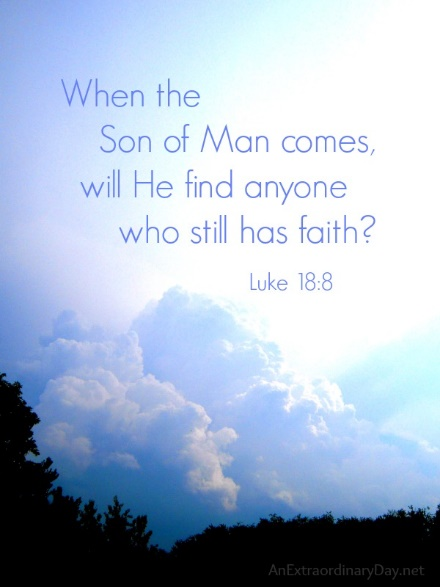 When the
Son of Man comes,
will He find anyone
who still has faith?
Luke 18:8
AnExtraordinaryDay.net